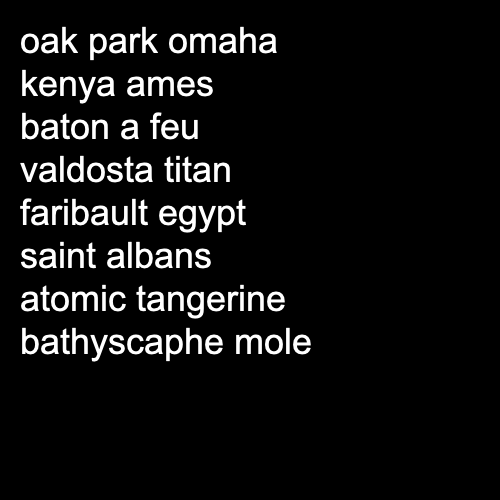 oak park omaha
kenya ames
baton a feu
valdosta titan
faribault egypt
saint albans
atomic tangerine
bathyscaphe mole